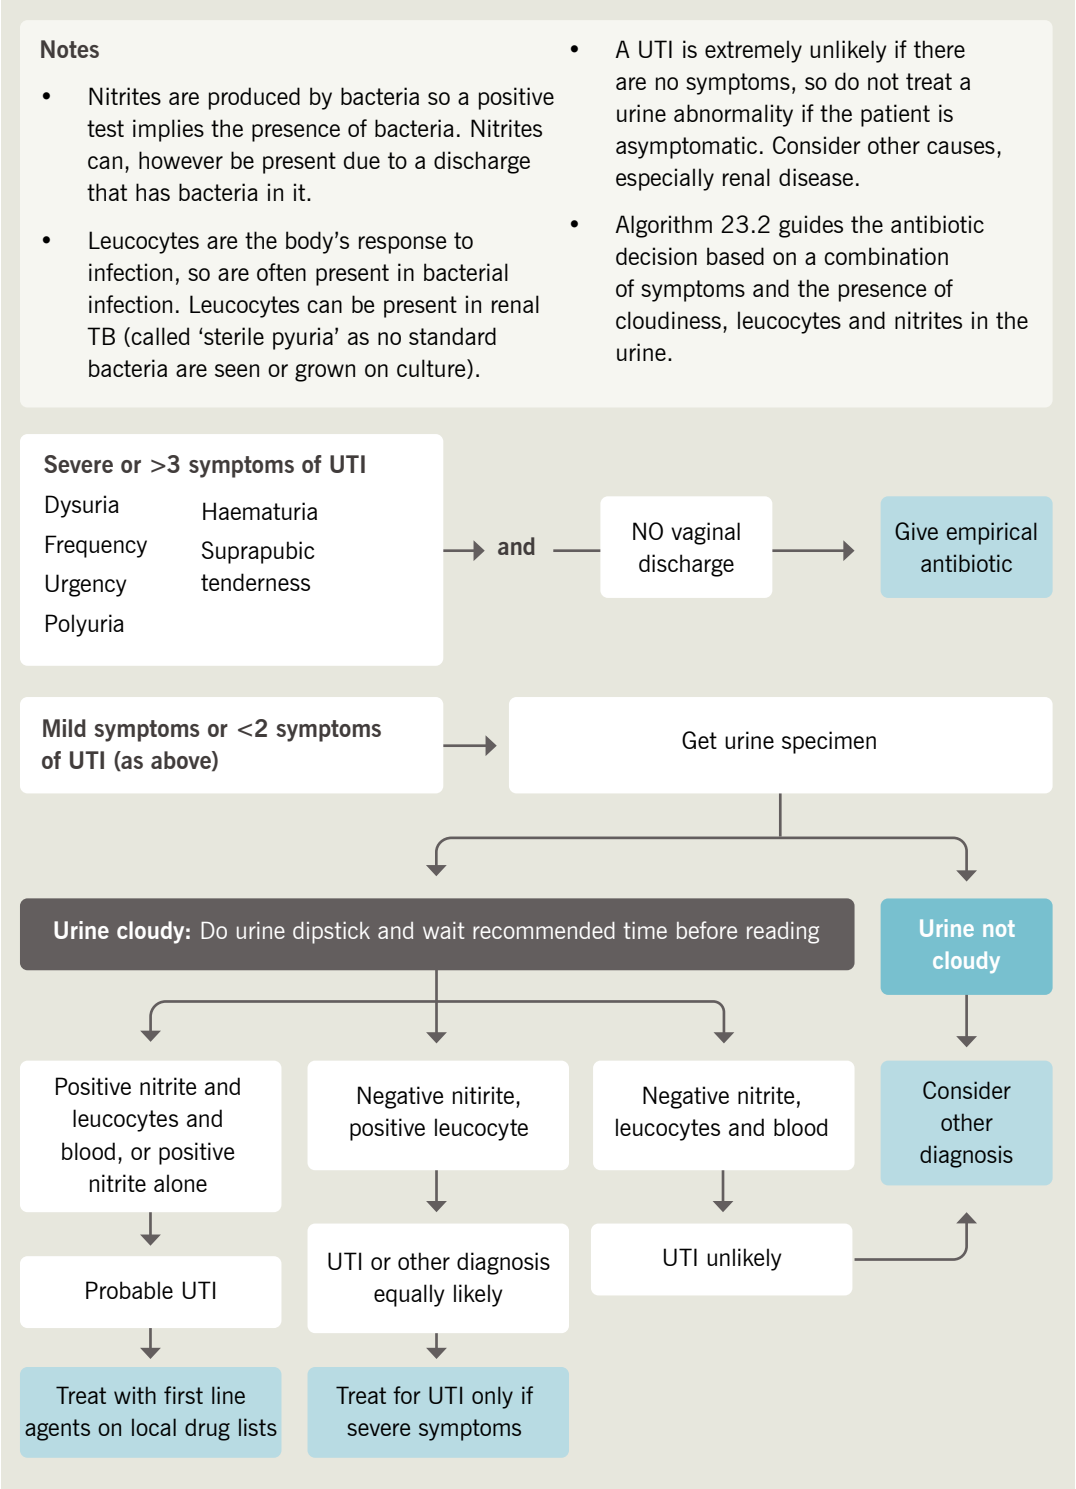 Notes
• Nitrites are produced by bacteria so a positive
test implies the presence of bacteria. Nitrites
can, however be present due to a discharge
that has bacteria in it.
• Leucocytes are the body's response to
infection, so are often present in bacterial
infection. Leucocytes can be present in renal
TB (called ‘sterile pyuria’ as no standard
bacteria are seen or grown on culture).
• A UTI is extremely unlikely if there
are no symptoms, so do not treat a
urine abnormality if the patient is
asymptomatic. Consider other causes,
especially renal disease.
• Algorithm 23.2 guides the antibiotic
decision based on a combination
of symptoms and the presence of
cloudiness, leucocytes and nitrites in the
urine.
Severe or >3 symptoms of UTI
Dysuria
Frequency
Urgency
Polyuria
Haematuria
Suprapubic
tenderness
and
NO vaginal
discharge
Give empirical
antibiotic
Mild symptoms or <2 symptoms
of UTI (as above)
Get urine specimen
Urine cloudy: Do urine dipstick and wait recommended time before reading
Urine not
cloudy
Positive nitrite and
leucocytes and
blood, or positive
nitrite alone
Negative nitirite,
positive leucocyte
Negative nitrite,
leucocytes and blood
Consider
other
diagnosis
Probable UTI
UTI or other diagnosis
equally likely
UTI unlikely
Treat with first line
agents on local drug lists
Treat for UTI only if
severe symptoms